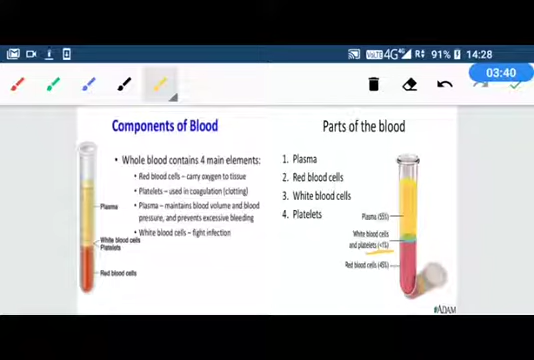 VoLTE 4G 4G R 91% 14:28
03:40
Components of Blood
• Whole blood contains 4 main elements:
• Red blood cells – carry oxygen to tissue
• Platelets – used in coagulation (clotting)
• Plasma – maintains blood volume and blood
pressure, and prevents excessive bleeding
• White blood cells – fight infection
Plasma
White blood cells
Platelets
Red blood cells
Parts of the blood
1. Plasma
2. Red blood cells
3. White blood cells
4. Platelets
Plasma (55%)
White blood cells
and platelets (<1%)
Red blood cells (45%)
ADAM